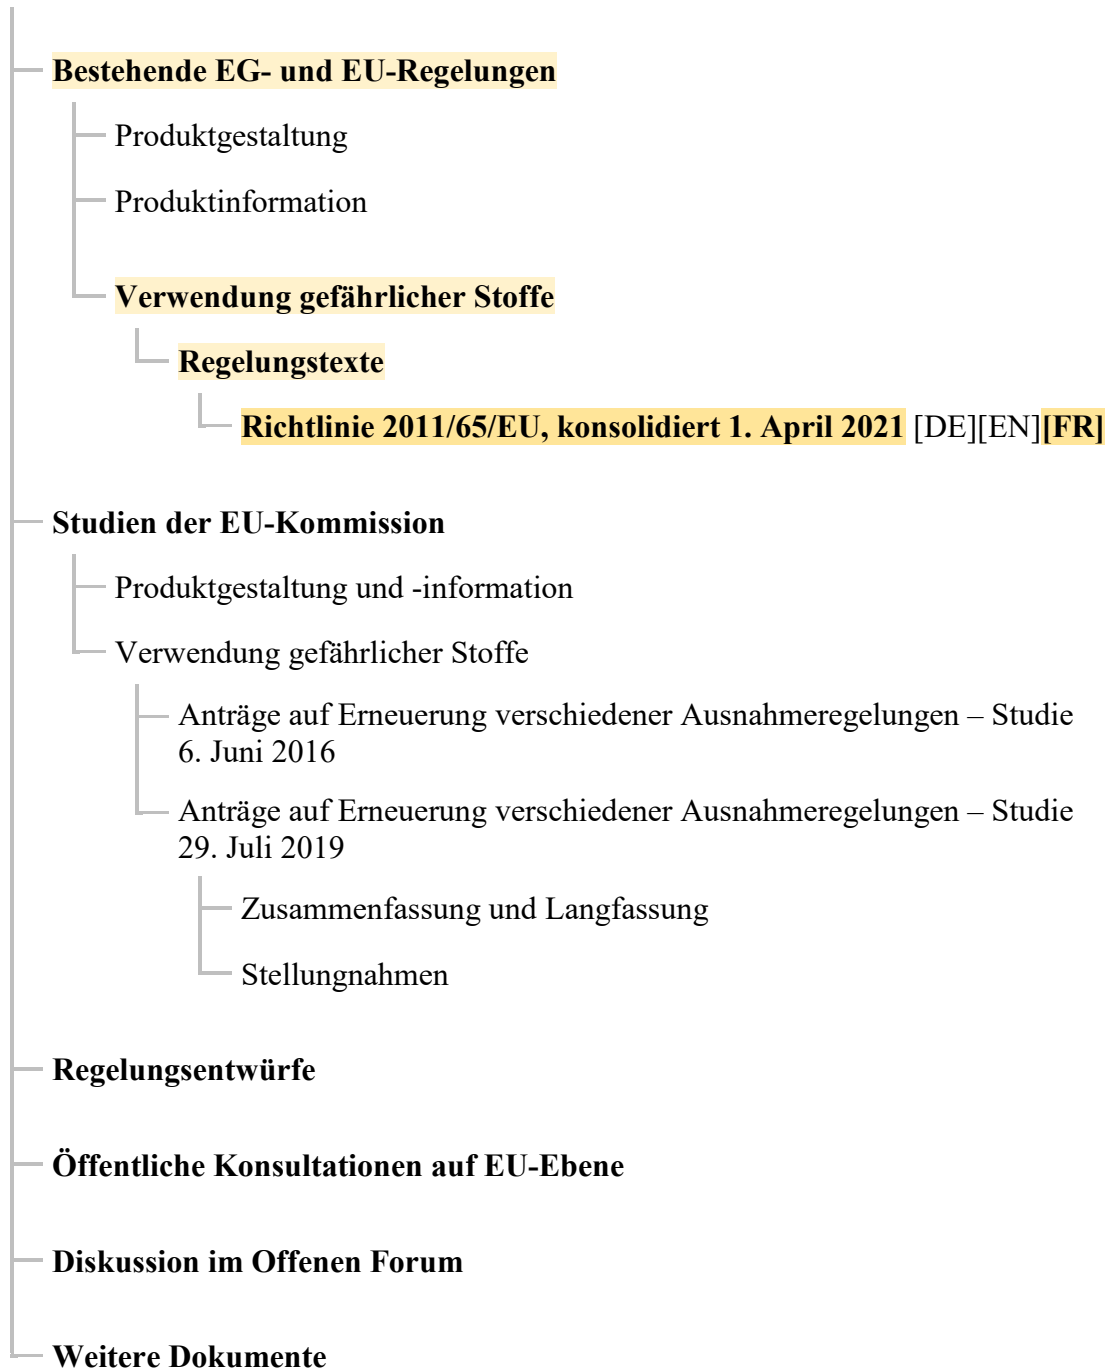 Bestehende EG- und EU-Regelungen
Produktgestaltung
Produktinformation
Verwendung gefährlicher Stoffe
Regelungstexte
Richtlinie 2011/65/EU, konsolidiert 1. April 2021 [DE][EN][FR]
Studien der EU-Kommission
Produktgestaltung und -information
Verwendung gefährlicher Stoffe
Anträge auf Erneuerung verschiedener Ausnahmeregelungen – Studie
6. Juni 2016
Anträge auf Erneuerung verschiedener Ausnahmeregelungen – Studie
29. Juli 2019
Zusammenfassung und Langfassung
Stellungnahmen
Regelungsentwürfe
Öffentliche Konsultationen auf EU-Ebene
Diskussion im Offenen Forum
Weitere Dokumente